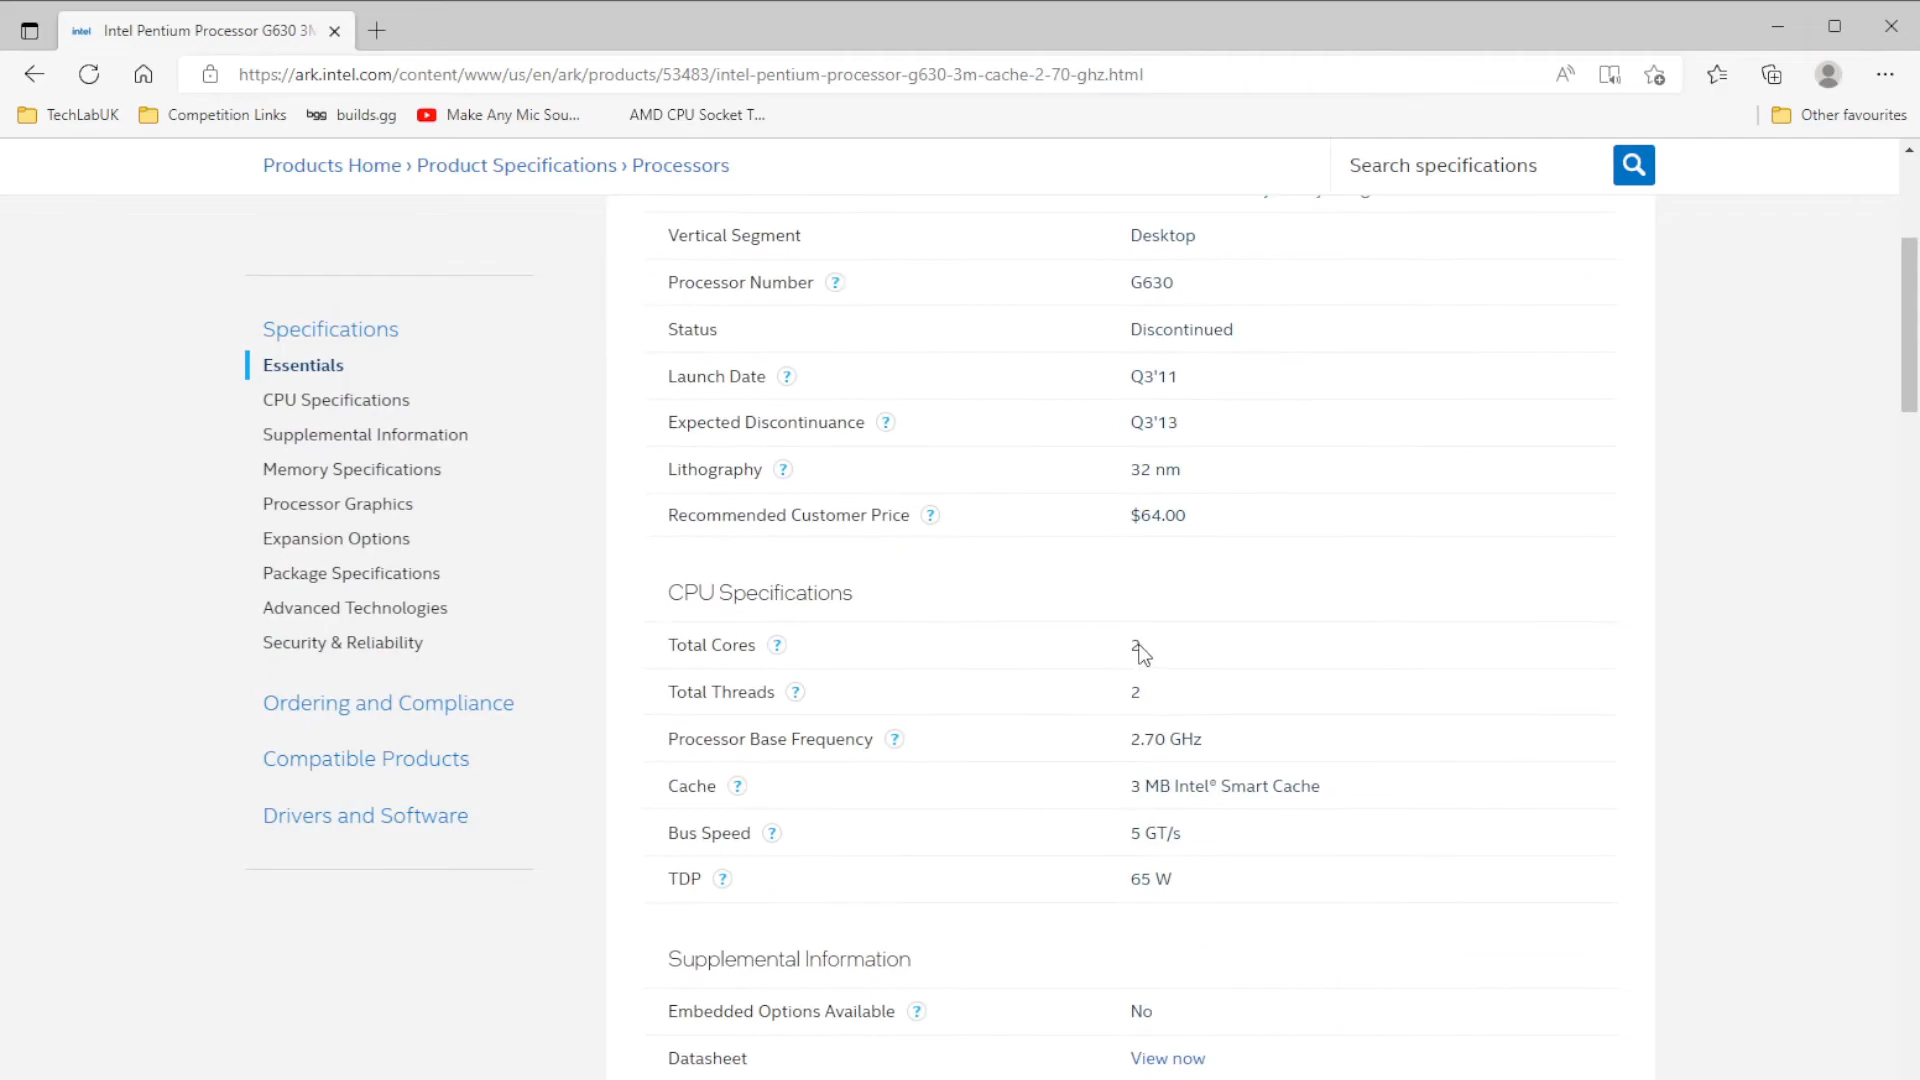 intel Intel Pentium Processor G630 3M
https://ark.intel.com/content/www/us/en/ark/products/53483/intel-pentium-processor-g630-3m-cache-2-70-ghz.html
TechLabUK Competition Links bgg builds.gg Make Any Mic Sou... AMD CPU Socket T... Other favourites
Products Home › Product Specifications › Processors Search specifications
Vertical Segment Desktop
Processor Number ? G630
Status Discontinued
Launch Date ? Q3'11
Expected Discontinuance ? Q3'13
Lithography ? 32 nm
Recommended Customer Price ? $64.00
Specifications
Essentials
CPU Specifications
Supplemental Information
Memory Specifications
Processor Graphics
Expansion Options
Package Specifications
Advanced Technologies
Security & Reliability
Ordering and Compliance
Compatible Products
Drivers and Software
CPU Specifications
Total Cores ? 2
Total Threads ? 2
Processor Base Frequency ? 2.70 GHz
Cache ? 3 MB Intel® Smart Cache
Bus Speed ? 5 GT/s
TDP ? 65 W
Supplemental Information
Embedded Options Available ? No
Datasheet View now